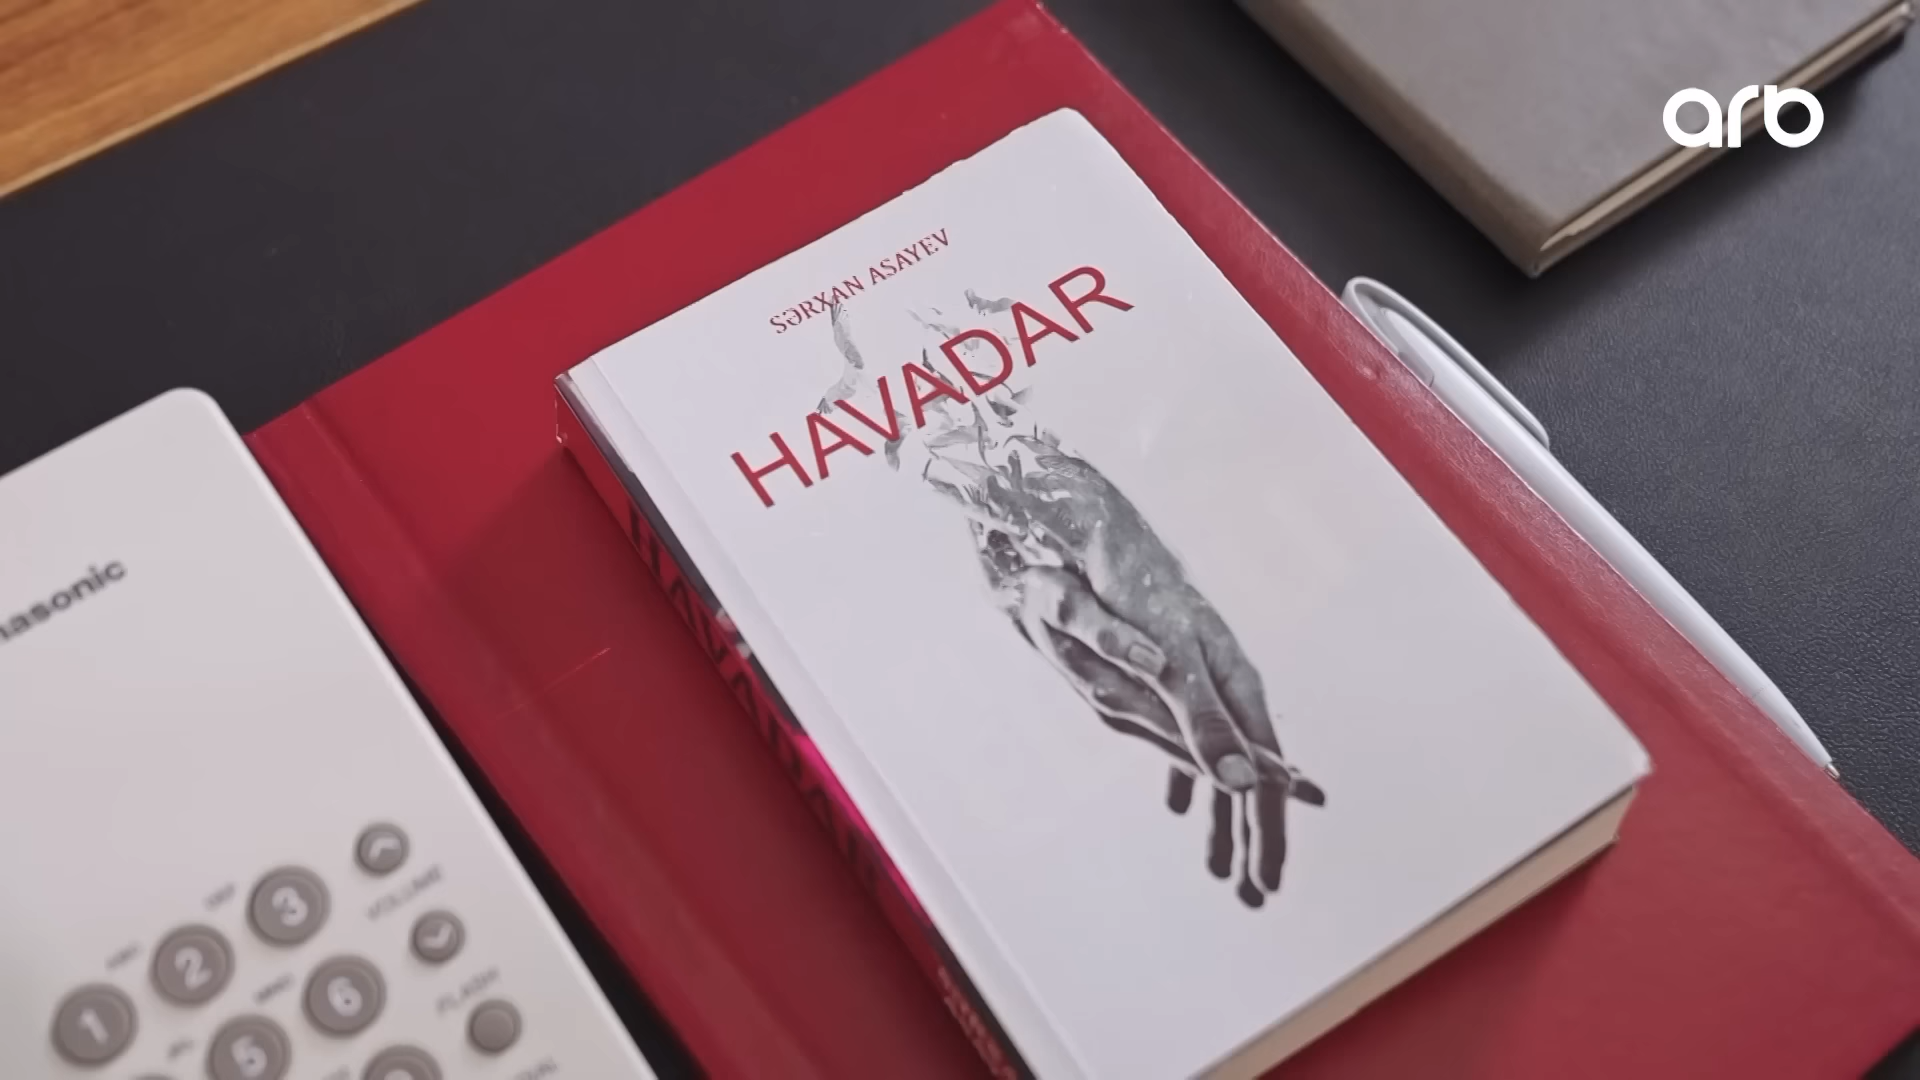 arb
SƏRXAN ASAYEV
HAVADAR
nasonic
1
2
3
5
6
VOLUME
FLASH